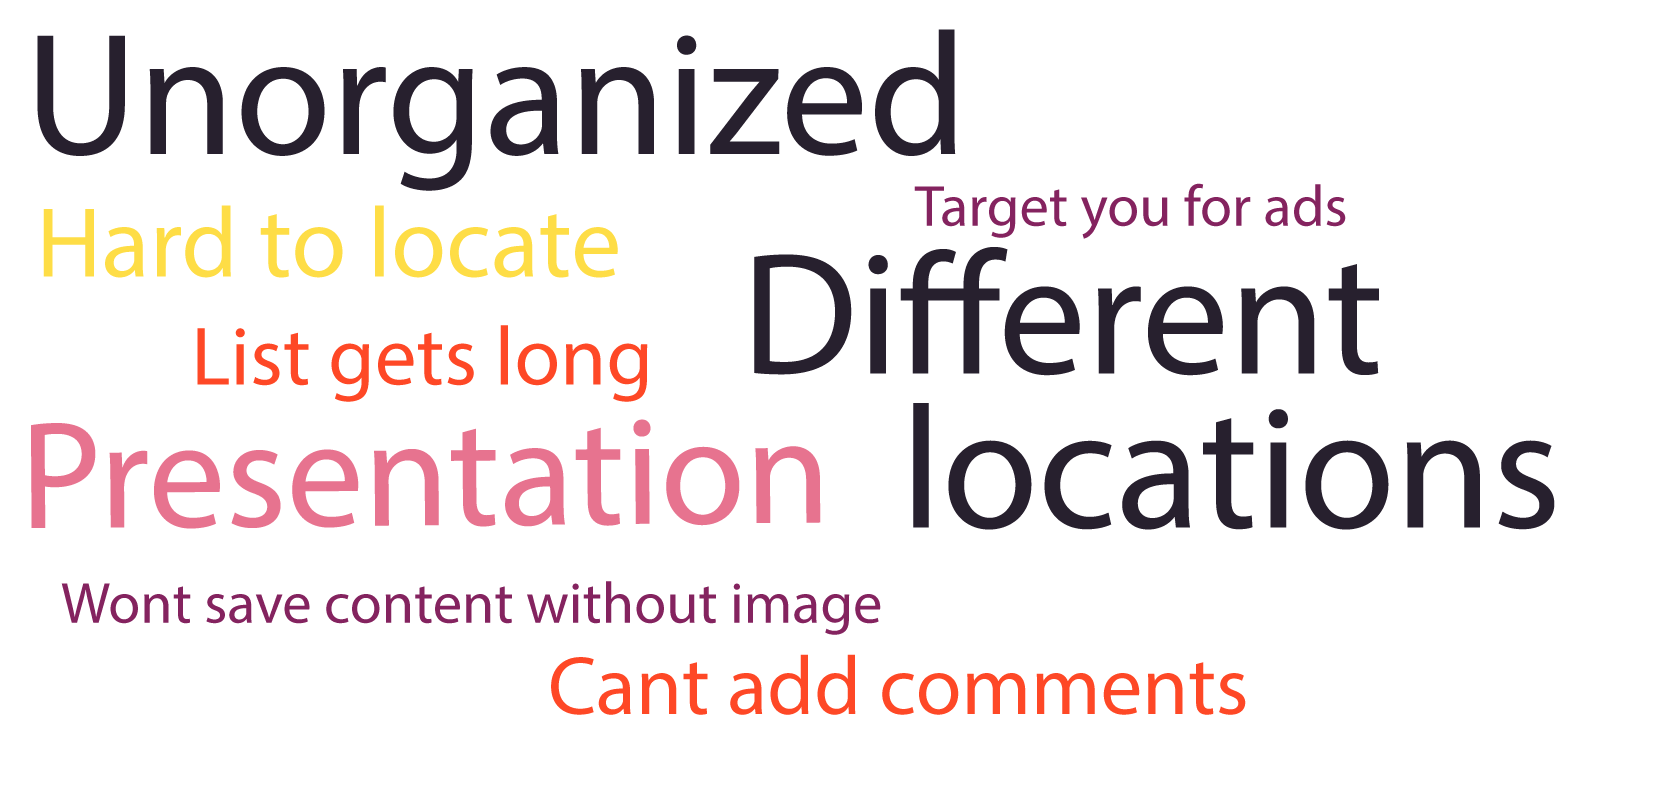 Unorganized
Hard to locate
Target you for ads
Different
locations
List gets long
Presentation
Wont save content without image
Cant add comments